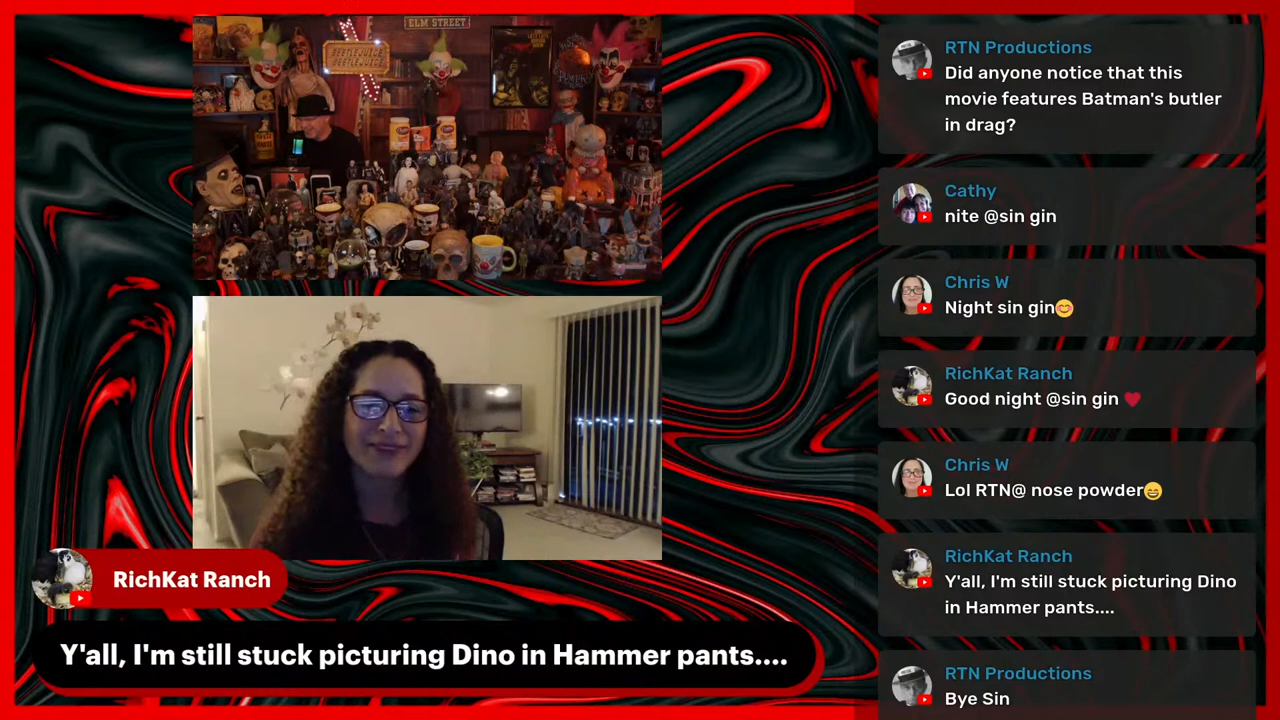 ELM STREET
BEETLEJUICE
BEETLEJUICE
RTN Productions
Did anyone notice that this
movie features Batman's butler
in drag?
Cathy
nite @sin gin
Chris W
Night sin gin😊
RichKat Ranch
Good night @sin gin ♥
Chris W
Lol RTN@ nose powder😄
RichKat Ranch
Y'all, I'm still stuck picturing Dino
in Hammer pants....
RTN Productions
Bye Sin
RichKat Ranch
Y'all, I'm still stuck picturing Dino in Hammer pants....